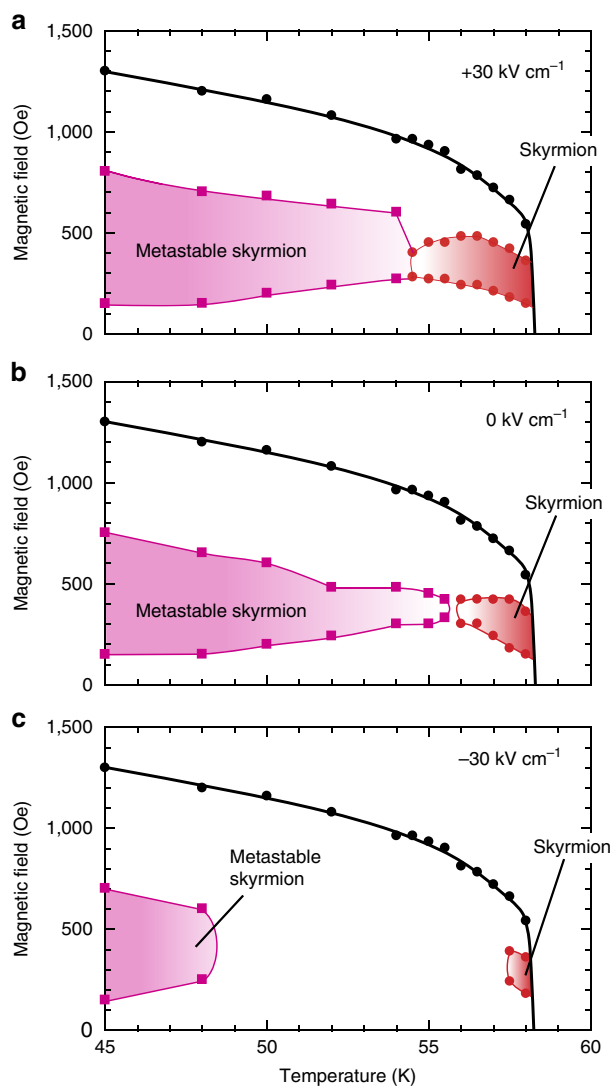 a
1,500
+30 kV cm⁻¹
Skyrmion
1,000
Magnetic field (Oe)
500
Metastable skyrmion
0
b
1,500
0 kV cm⁻¹
Skyrmion
1,000
Magnetic field (Oe)
500
Metastable skyrmion
0
c
1,500
–30 kV cm⁻¹
Skyrmion
1,000
Metastable
skyrmion
Magnetic field (Oe)
500
0
45 50 55 60
Temperature (K)